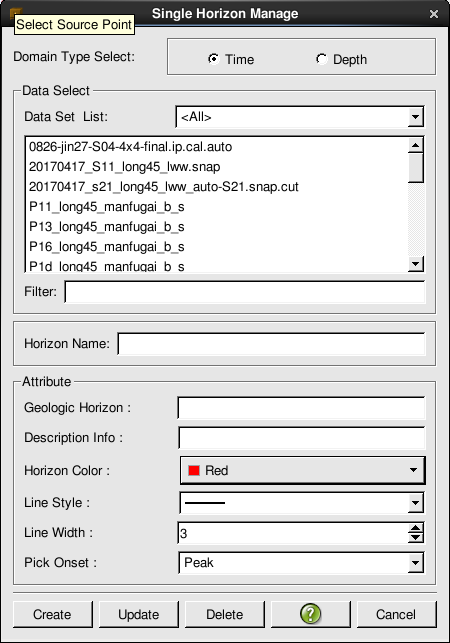 Single Horizon Manage
Select Source Point
Domain Type Select:
Time
Depth
Data Select
Data Set List:
<All>
0826-jin27-S04-4x4-final.ip.cal.auto
20170417_S11_long45_lww.snap
20170417_s21_long45_lww_auto-S21.snap.cut
P11_long45_manfugai_b_s
P13_long45_manfugai_b_s
P16_long45_manfugai_b_s
P1d_long45_manfugai_b_s
Filter:
Horizon Name:
Attribute
Geologic Horizon :
Description Info :
Horizon Color :
Red
Line Style :
Line Width :
3
Pick Onset :
Peak
Create
Update
Delete
?
Cancel